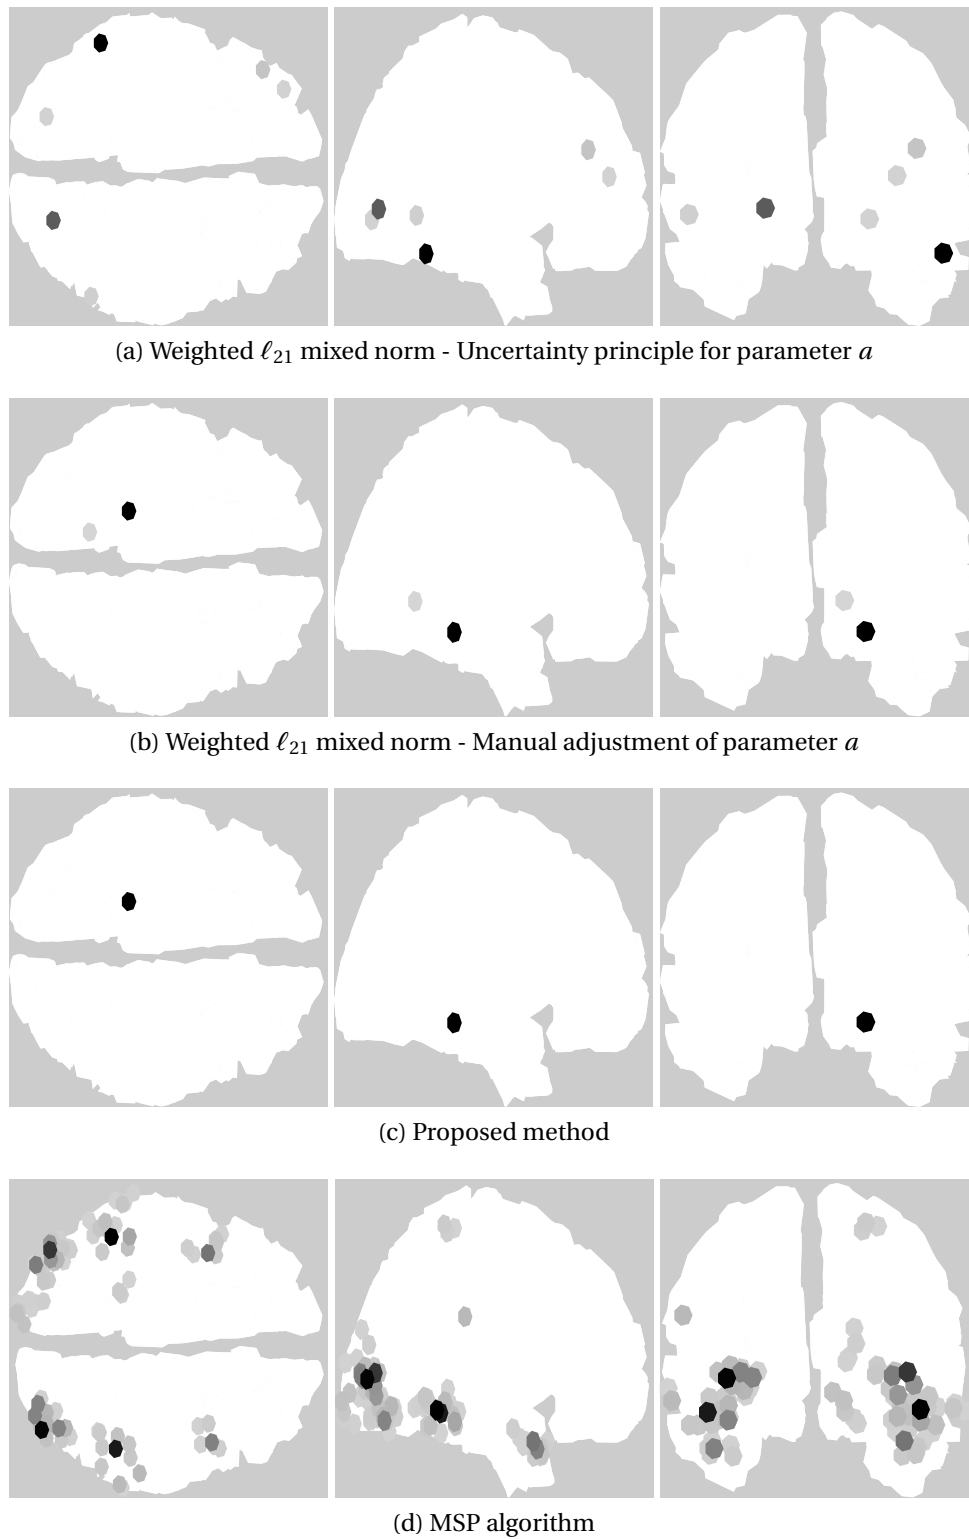 (a) Weighted ℓ₂₁ mixed norm - Uncertainty principle for parameter a
(b) Weighted ℓ₂₁ mixed norm - Manual adjustment of parameter a
(c) Proposed method
(d) MSP algorithm